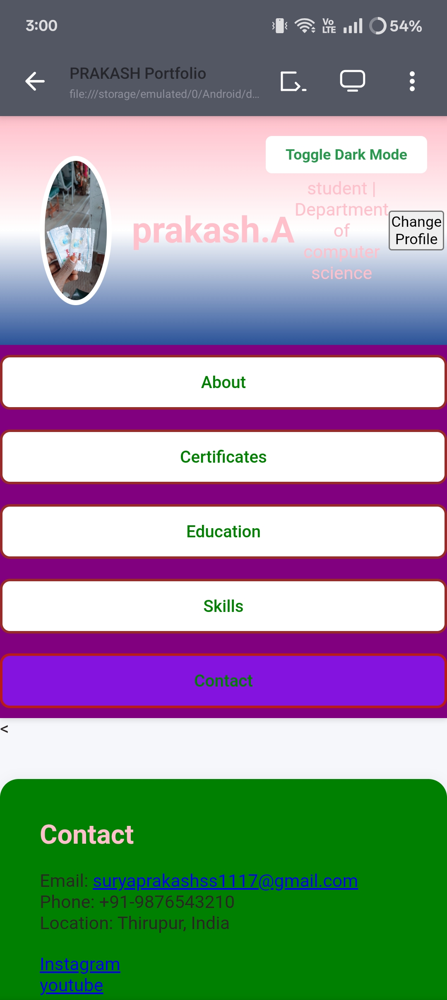 3:00
Vo
LTE
54%
PRAKASH Portfolio
file:///storage/emulated/0/Android/d...
Toggle Dark Mode
prakash.A
student |
Department
of
computer
science
Change
Profile
About
Certificates
Education
Skills
Contact
<
Contact
Email: suryaprakashss1117@gmail.com
Phone: +91-9876543210
Location: Thirupur, India
Instagram
youtube